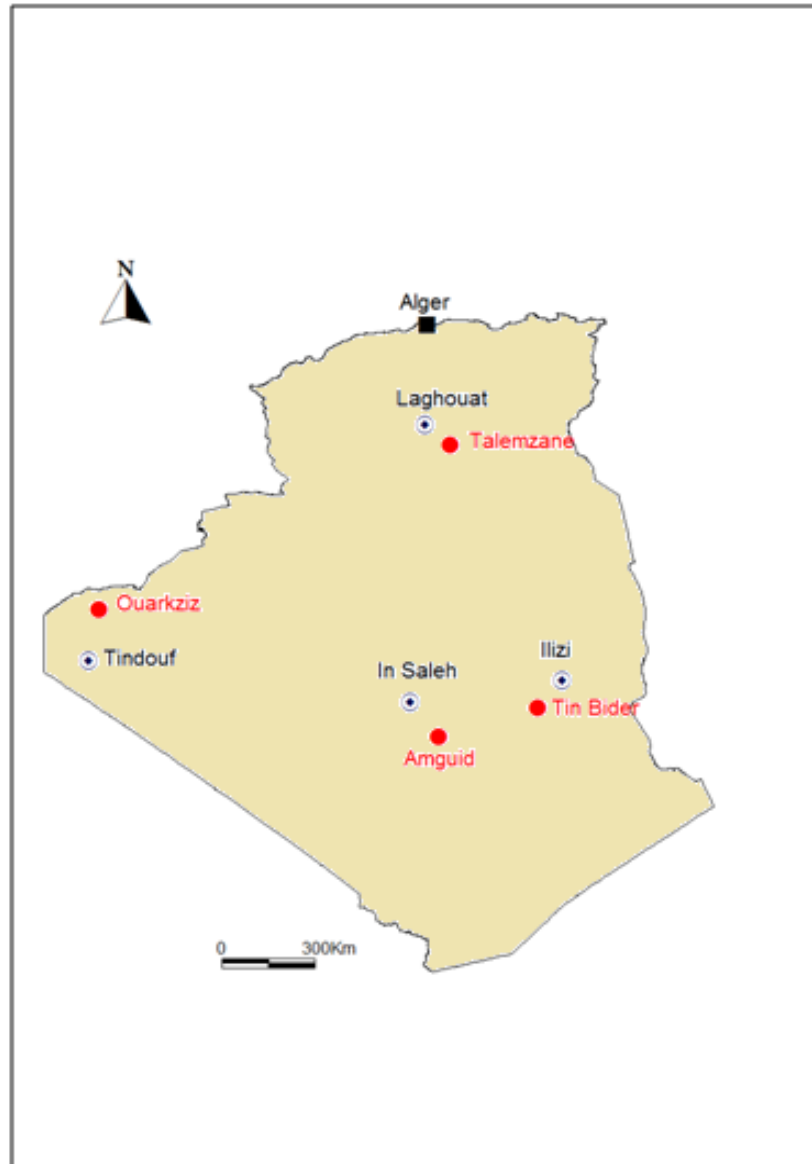 N
Alger
Laghouat
Talemzane
Ouarkziz
Tindouf
Ilizi
In Saleh
Tin Bider
Amguid
0 300Km